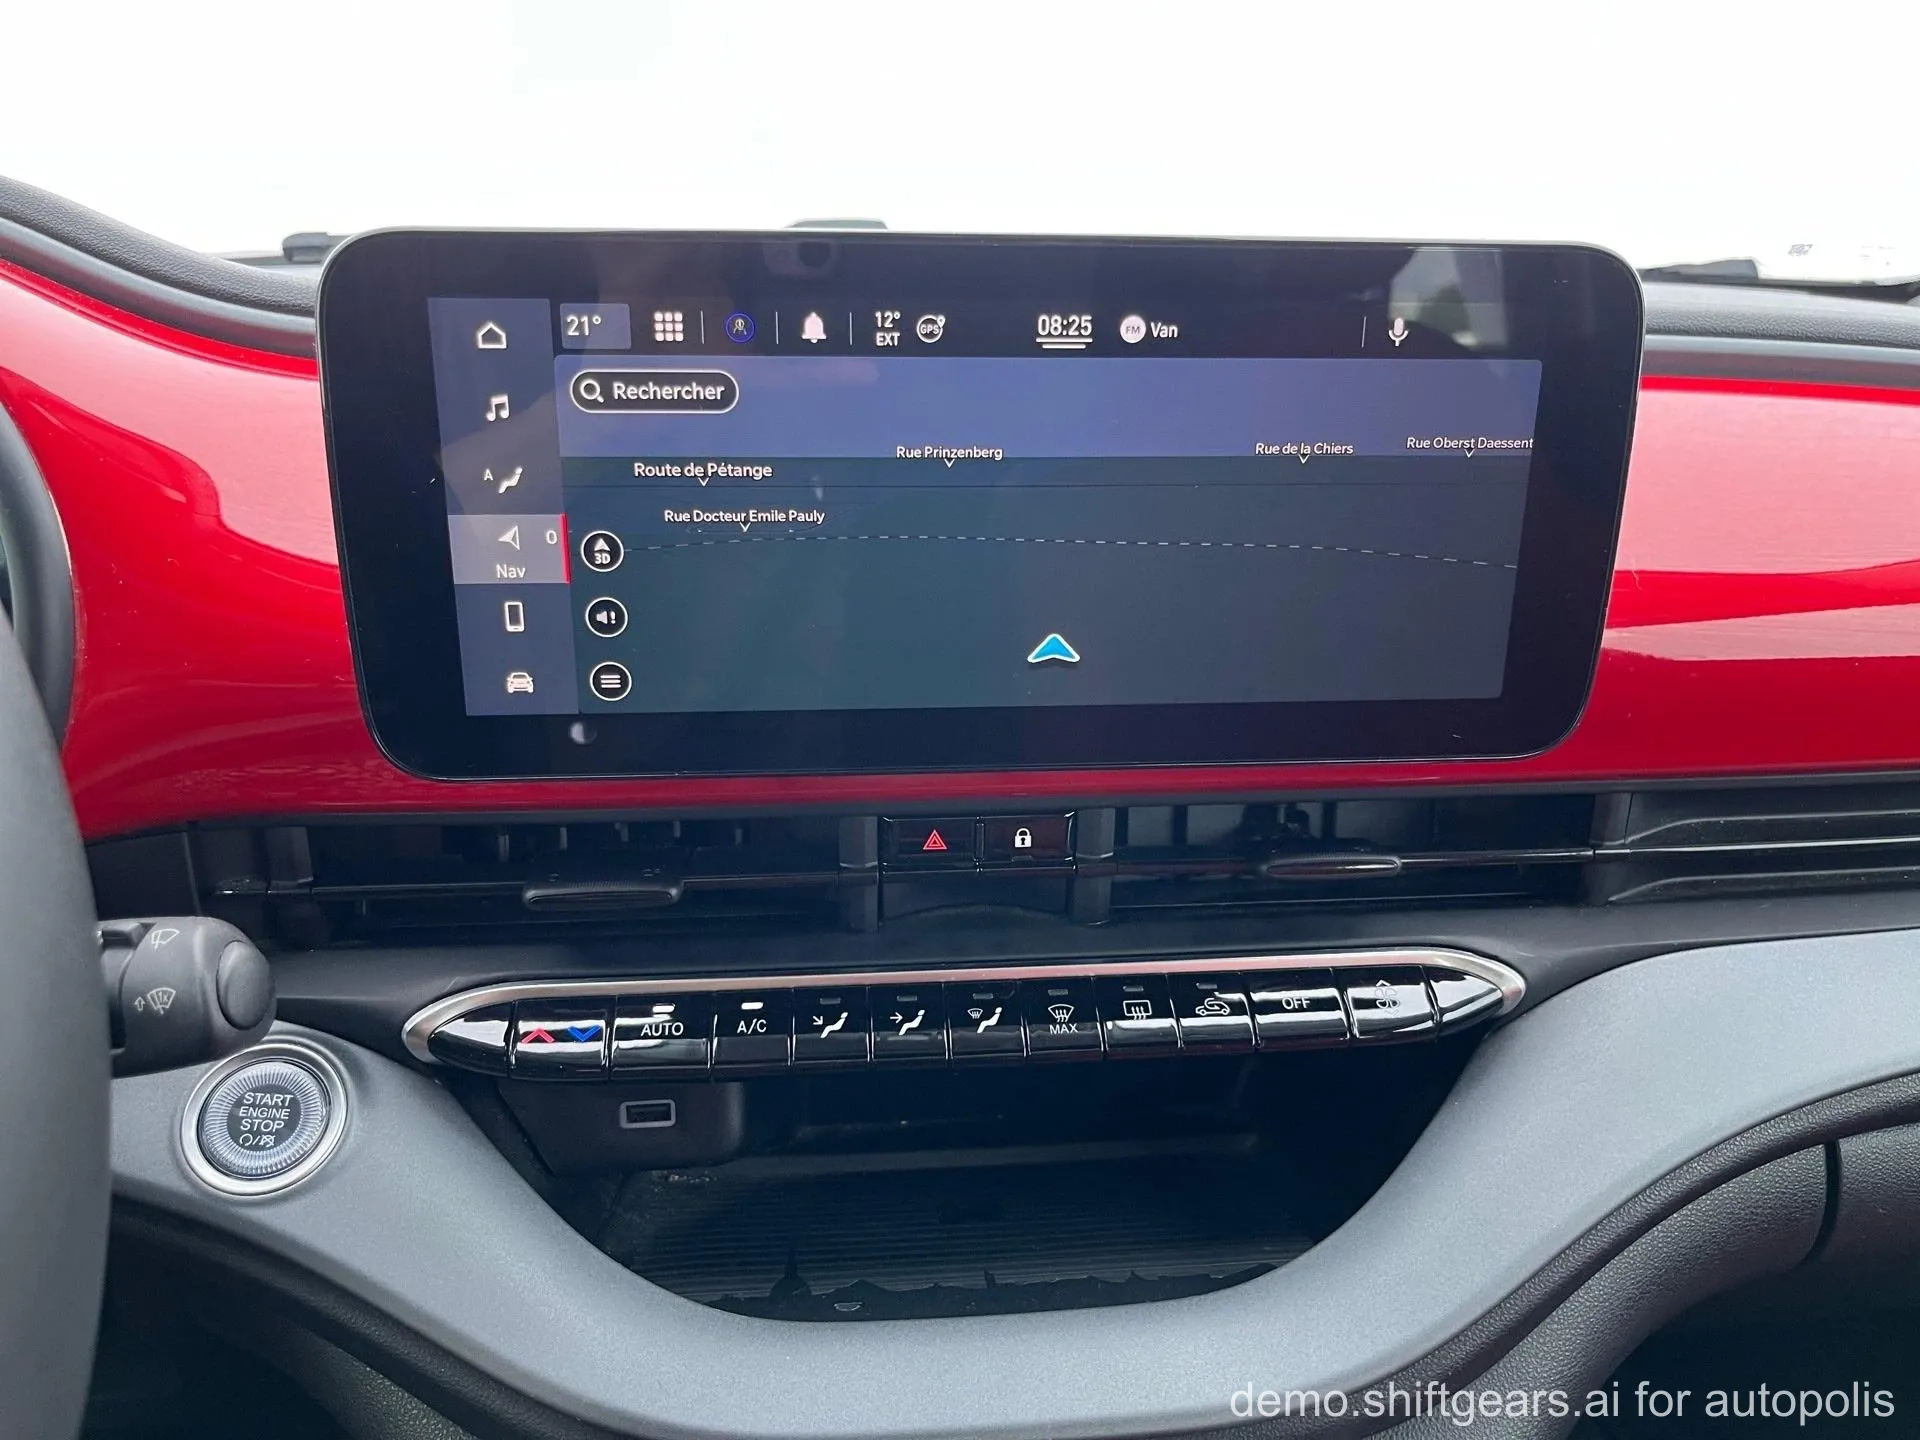 21°
12°
EXT
GPS
08:25
FM Van
Rechercher
Rue Prinzenberg
Rue de la Chiers
Rue Oberst Daessent
Route de Pétange
Rue Docteur Emile Pauly
A
0
Nav
3D
AUTO
A/C
MAX
OFF
1x
START
ENGINE
STOP
demo.shiftgears.ai for autopolis